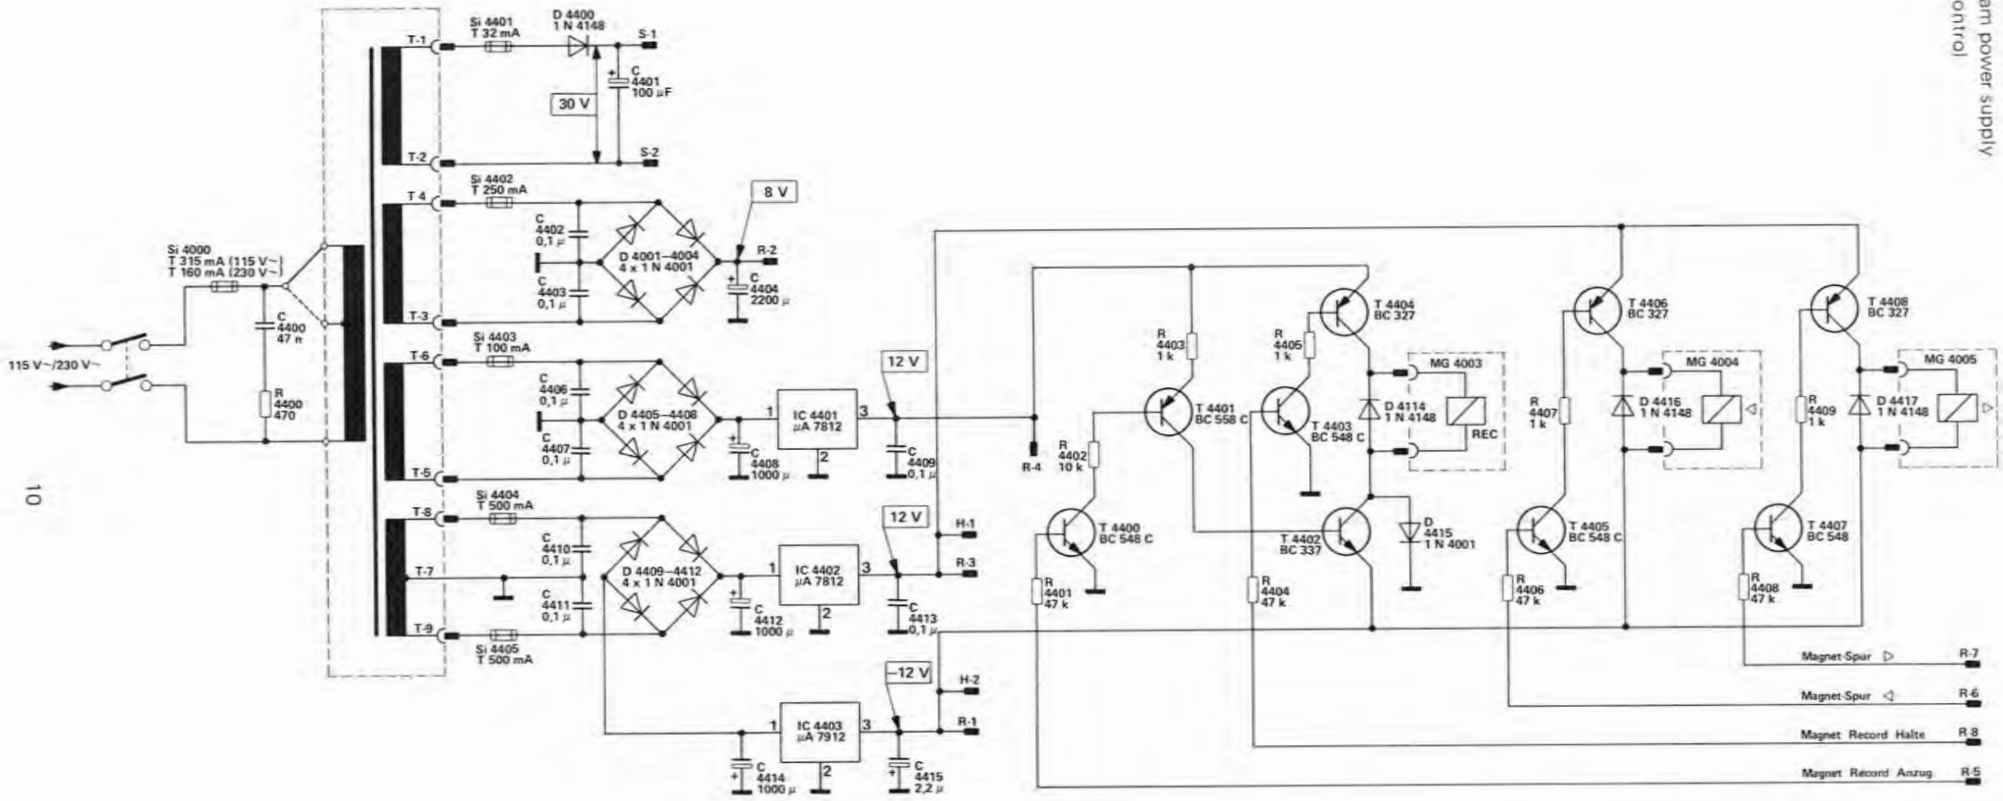 am power supply
ontrol
10
115 V~/230 V~
Si 4000
T 315 mA (115 V~)
T 160 mA (230 V~)
C
4400
47 n
R
4400
470
T-1
T-2
T 4
T-3
T-6
T-5
T-8
T-7
T-9
Si 4401
T 32 mA
D 4400
1 N 4148
S-1
C
4401
100 µF
30 V
S-2
Si 4402
T 250 mA
C
4402
0,1 µ
C
4403
0,1 µ
D 4001–4004
4 x 1 N 4001
8 V
R-2
C
4404
2200 µ
Si 4403
T 100 mA
C
4406
0,1 µ
C
4407
0,1 µ
D 4405–4408
4 x 1 N 4001
C
4408
1000 µ
1
IC 4401
µA 7812
3
2
12 V
C
4409
0,1 µ
R-4
Si 4404
T 500 mA
C
4410
0,1 µ
C
4411
0,1 µ
Si 4405
T 500 mA
D 4409–4412
4 x 1 N 4001
C
4412
1000 µ
1
IC 4402
µA 7812
3
2
12 V
C
4413
0,1 µ
H-1
R-3
1
IC 4403
µA 7912
3
2
C
4414
1000 µ
–12 V
C
4415
2,2 µ
H-2
R-1
R
4401
47 k
T 4400
BC 548 C
R
4402
10 k
R
4403
1 k
T 4401
BC 558 C
R
4404
47 k
T 4403
BC 548 C
R
4405
1 k
T 4404
BC 327
T 4402
BC 337
D 4114
1 N 4148
MG 4003
REC
D
4415
1 N 4001
R
4406
47 k
T 4405
BC 548 C
R
4407
1 k
T 4406
BC 327
D 4416
1 N 4148
MG 4004
R
4408
47 k
T 4407
BC 548
R
4409
1 k
T 4408
BC 327
D 4417
1 N 4148
MG 4005
Magnet-Spur ▷ R-7
Magnet-Spur ◁ R-6
Magnet Record Halte R-8
Magnet Record Anzug R-5